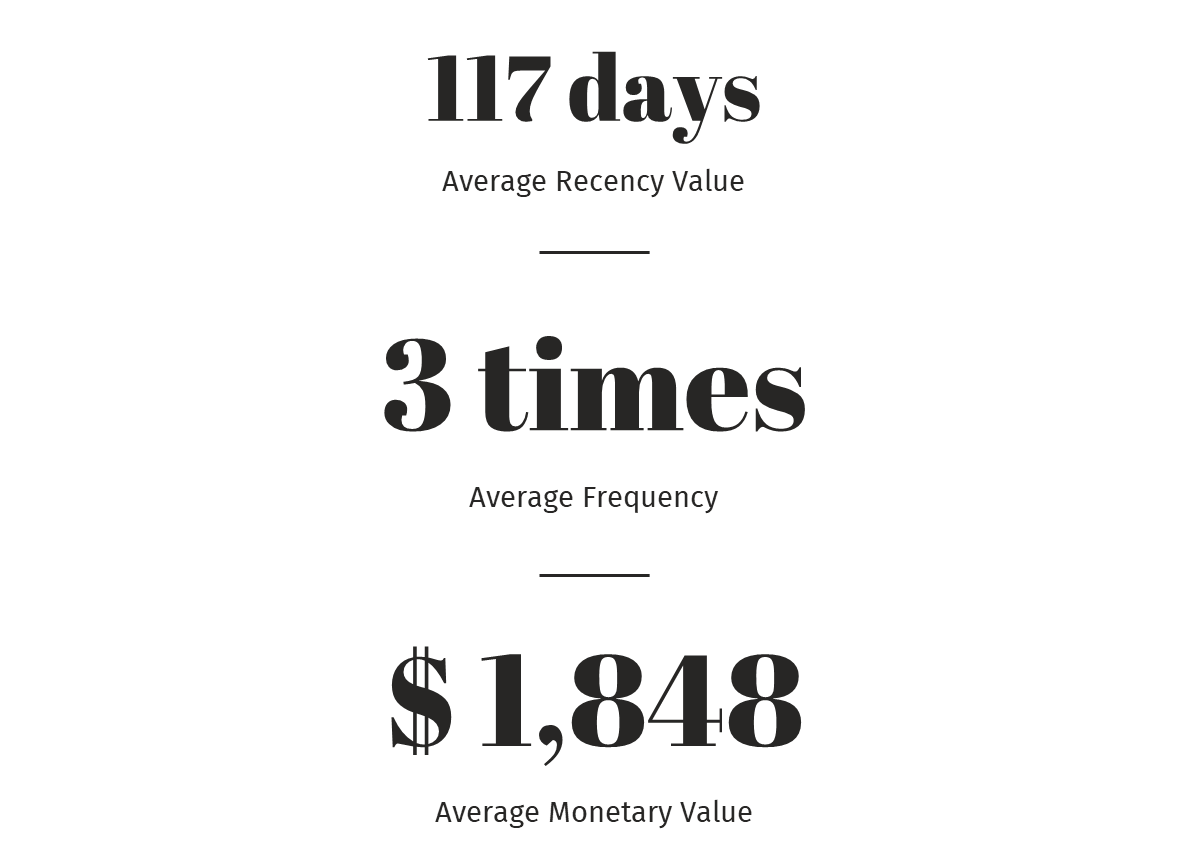 117 days
Average Recency Value
3 times
Average Frequency
$ 1,848
Average Monetary Value